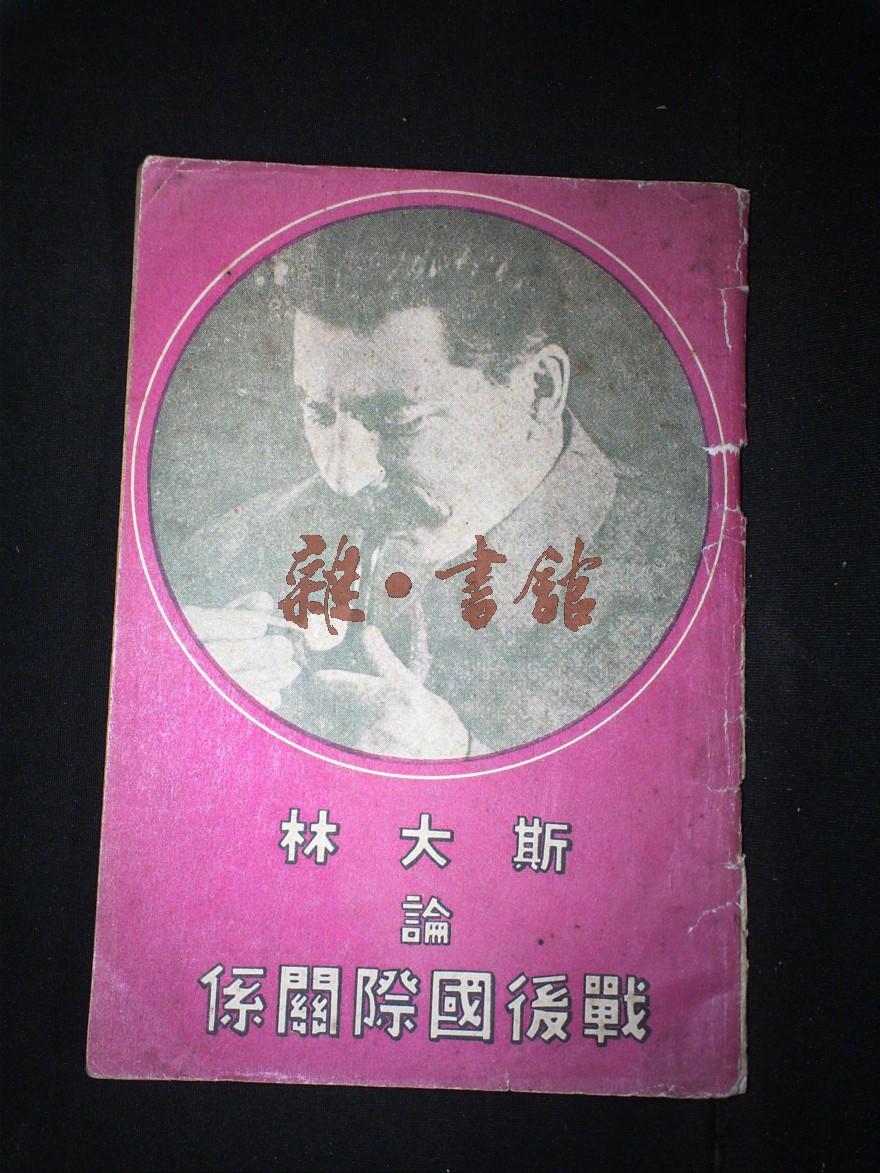 雜·書館
斯大林
論
戰後國際關係